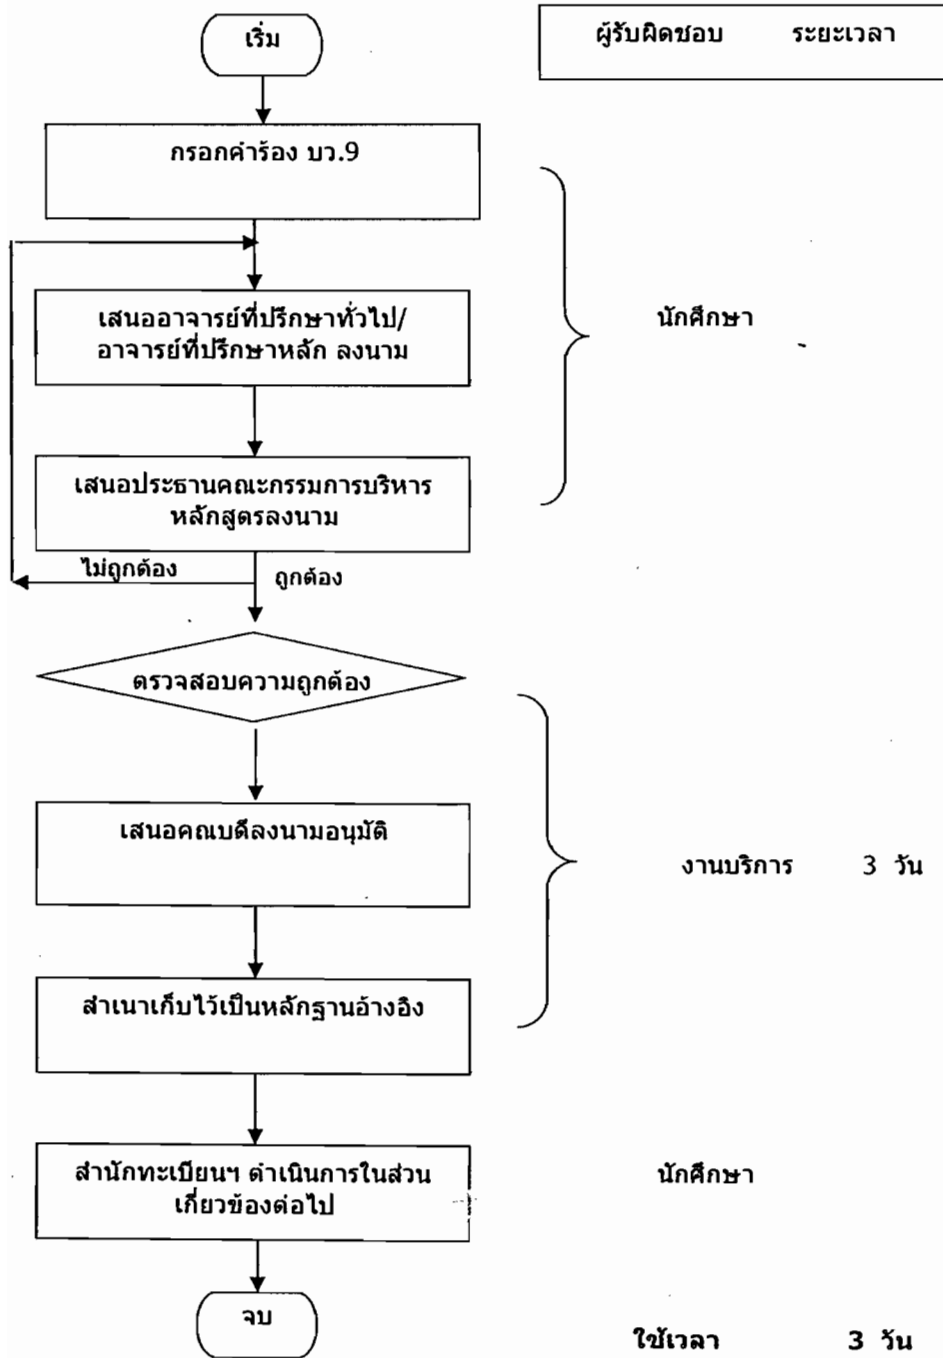 เริ่ม
ผู้รับผิดชอบ ระยะเวลา
กรอกคำร้อง บว.9
เสนออาจารย์ที่ปรึกษาทั่วไป/
อาจารย์ที่ปรึกษาหลัก ลงนาม
นักศึกษา
เสนอประธานคณะกรรมการบริหาร
หลักสูตรลงนาม
ไม่ถูกต้อง ถูกต้อง
ตรวจสอบความถูกต้อง
เสนอคณบดีลงนามอนุมัติ
งานบริการ 3 วัน
สำเนาเก็บไว้เป็นหลักฐานอ้างอิง
สำนักทะเบียนฯ ดำเนินการในส่วน
เกี่ยวข้องต่อไป
นักศึกษา
จบ
ใช้เวลา 3 วัน